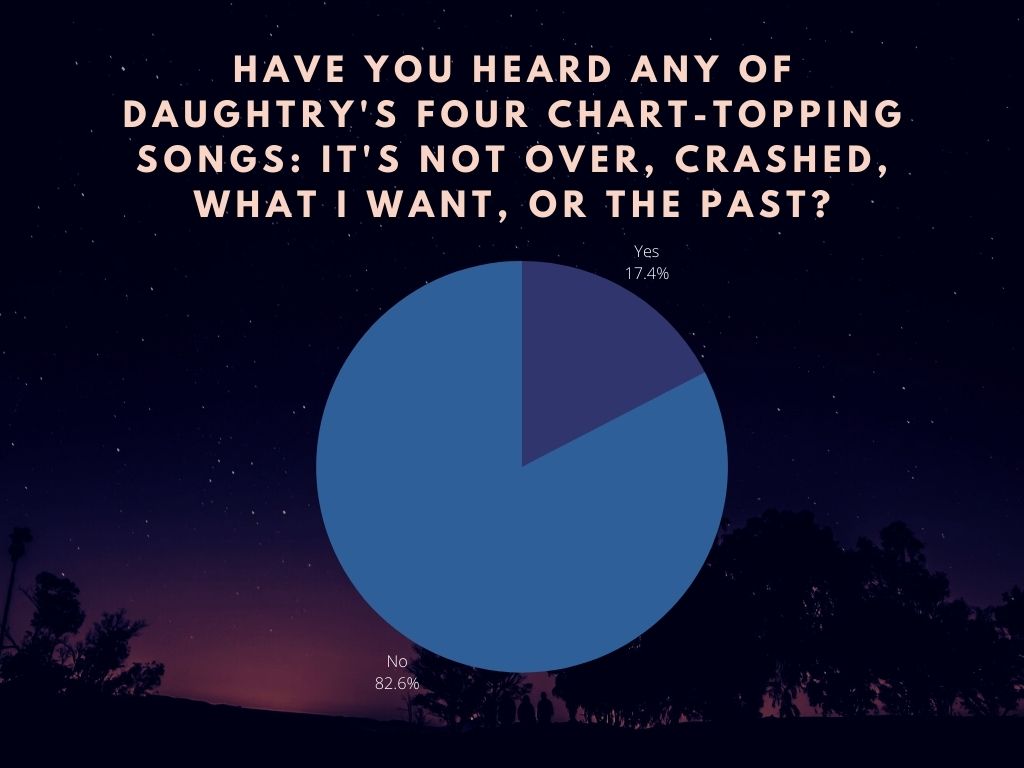 HAVE YOU HEARD ANY OF
DAUGHTRY'S FOUR CHART-TOPPING
SONGS: IT'S NOT OVER, CRASHED,
WHAT I WANT, OR THE PAST?
Yes
17.4%
No
82.6%